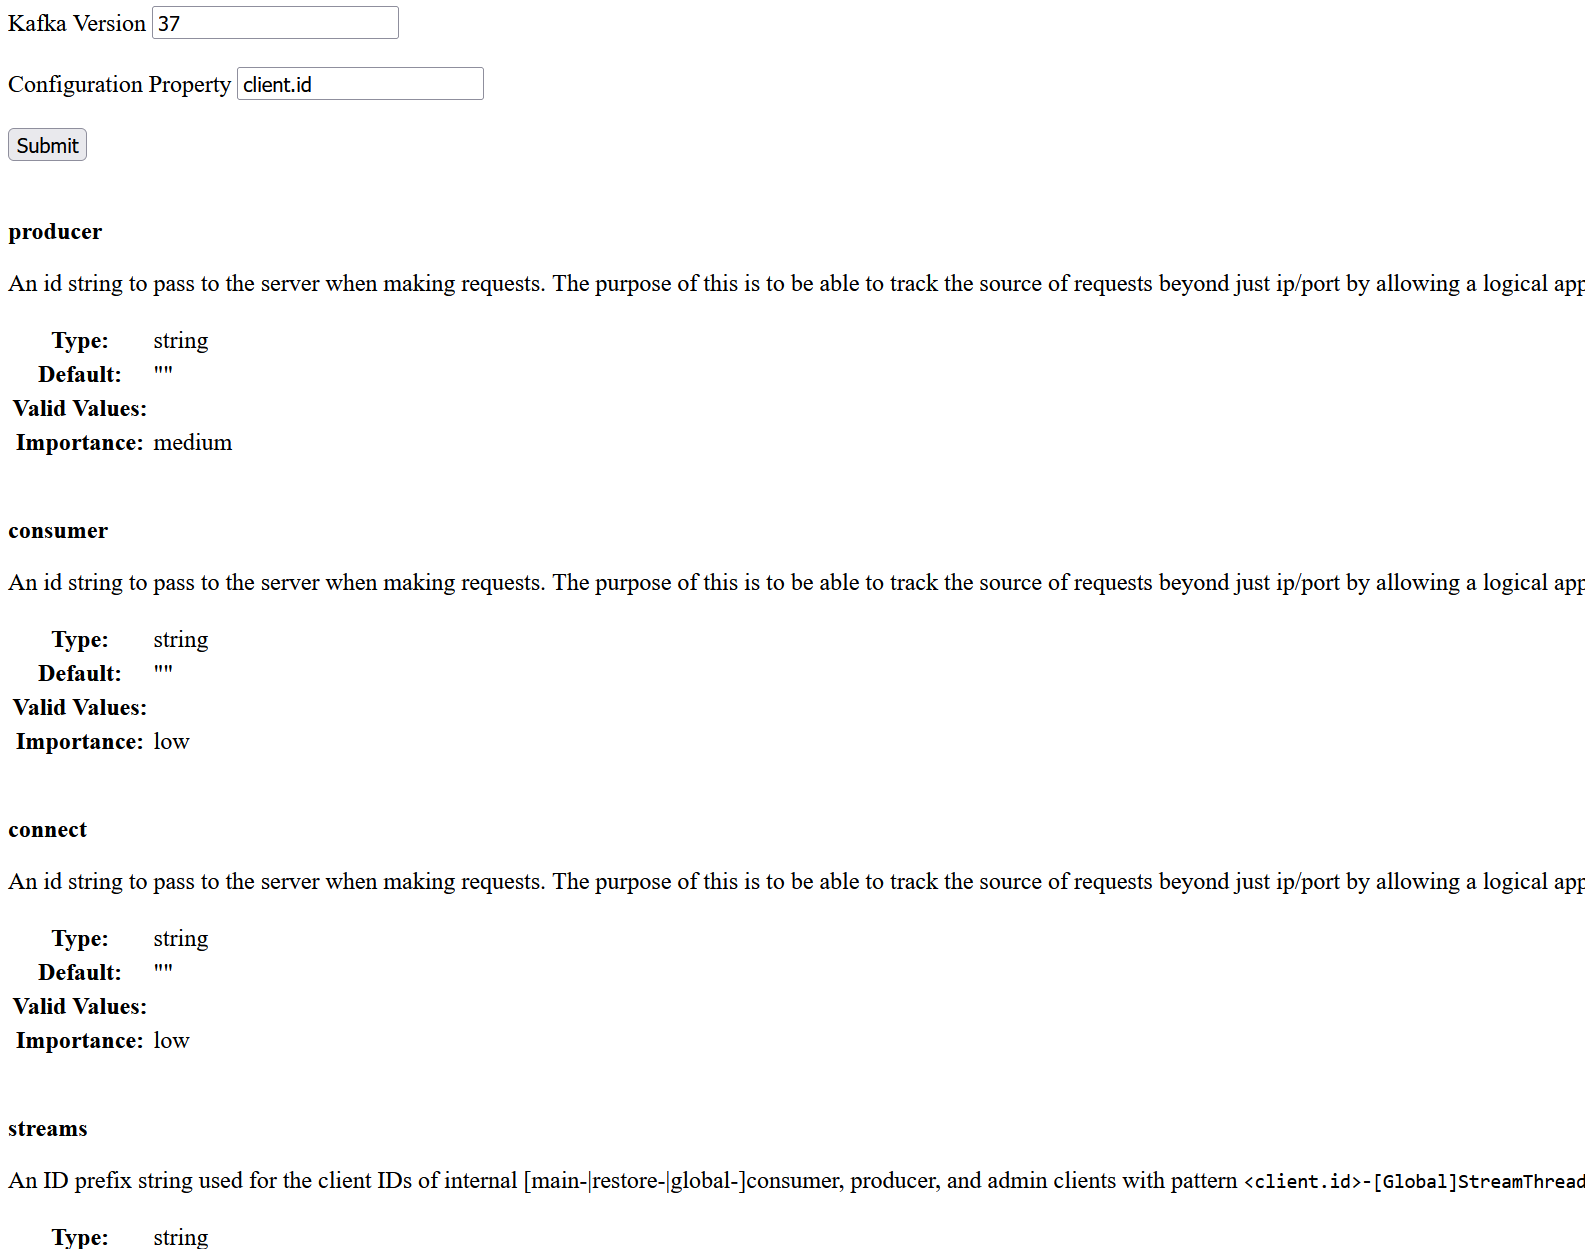 Kafka Version 37
Configuration Property client.id
Submit
producer
An id string to pass to the server when making requests. The purpose of this is to be able to track the source of requests beyond just ip/port by allowing a logical app
Type: string
Default: ""
Valid Values:
Importance: medium
consumer
An id string to pass to the server when making requests. The purpose of this is to be able to track the source of requests beyond just ip/port by allowing a logical app
Type: string
Default: ""
Valid Values:
Importance: low
connect
An id string to pass to the server when making requests. The purpose of this is to be able to track the source of requests beyond just ip/port by allowing a logical app
Type: string
Default: ""
Valid Values:
Importance: low
streams
An ID prefix string used for the client IDs of internal [main-|restore-|global-]consumer, producer, and admin clients with pattern <client.id>-[Global]StreamThread
Type: string